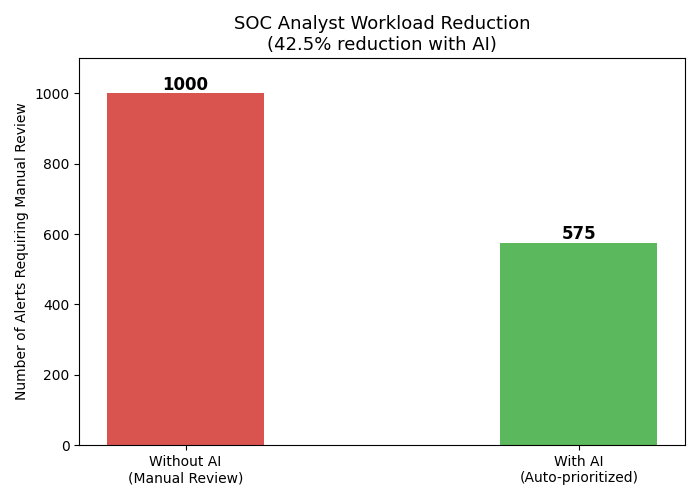 SOC Analyst Workload Reduction
(42.5% reduction with AI)
Number of Alerts Requiring Manual Review
1000
800
600
400
200
0
1000
575
Without AI
(Manual Review)
With AI
(Auto-prioritized)